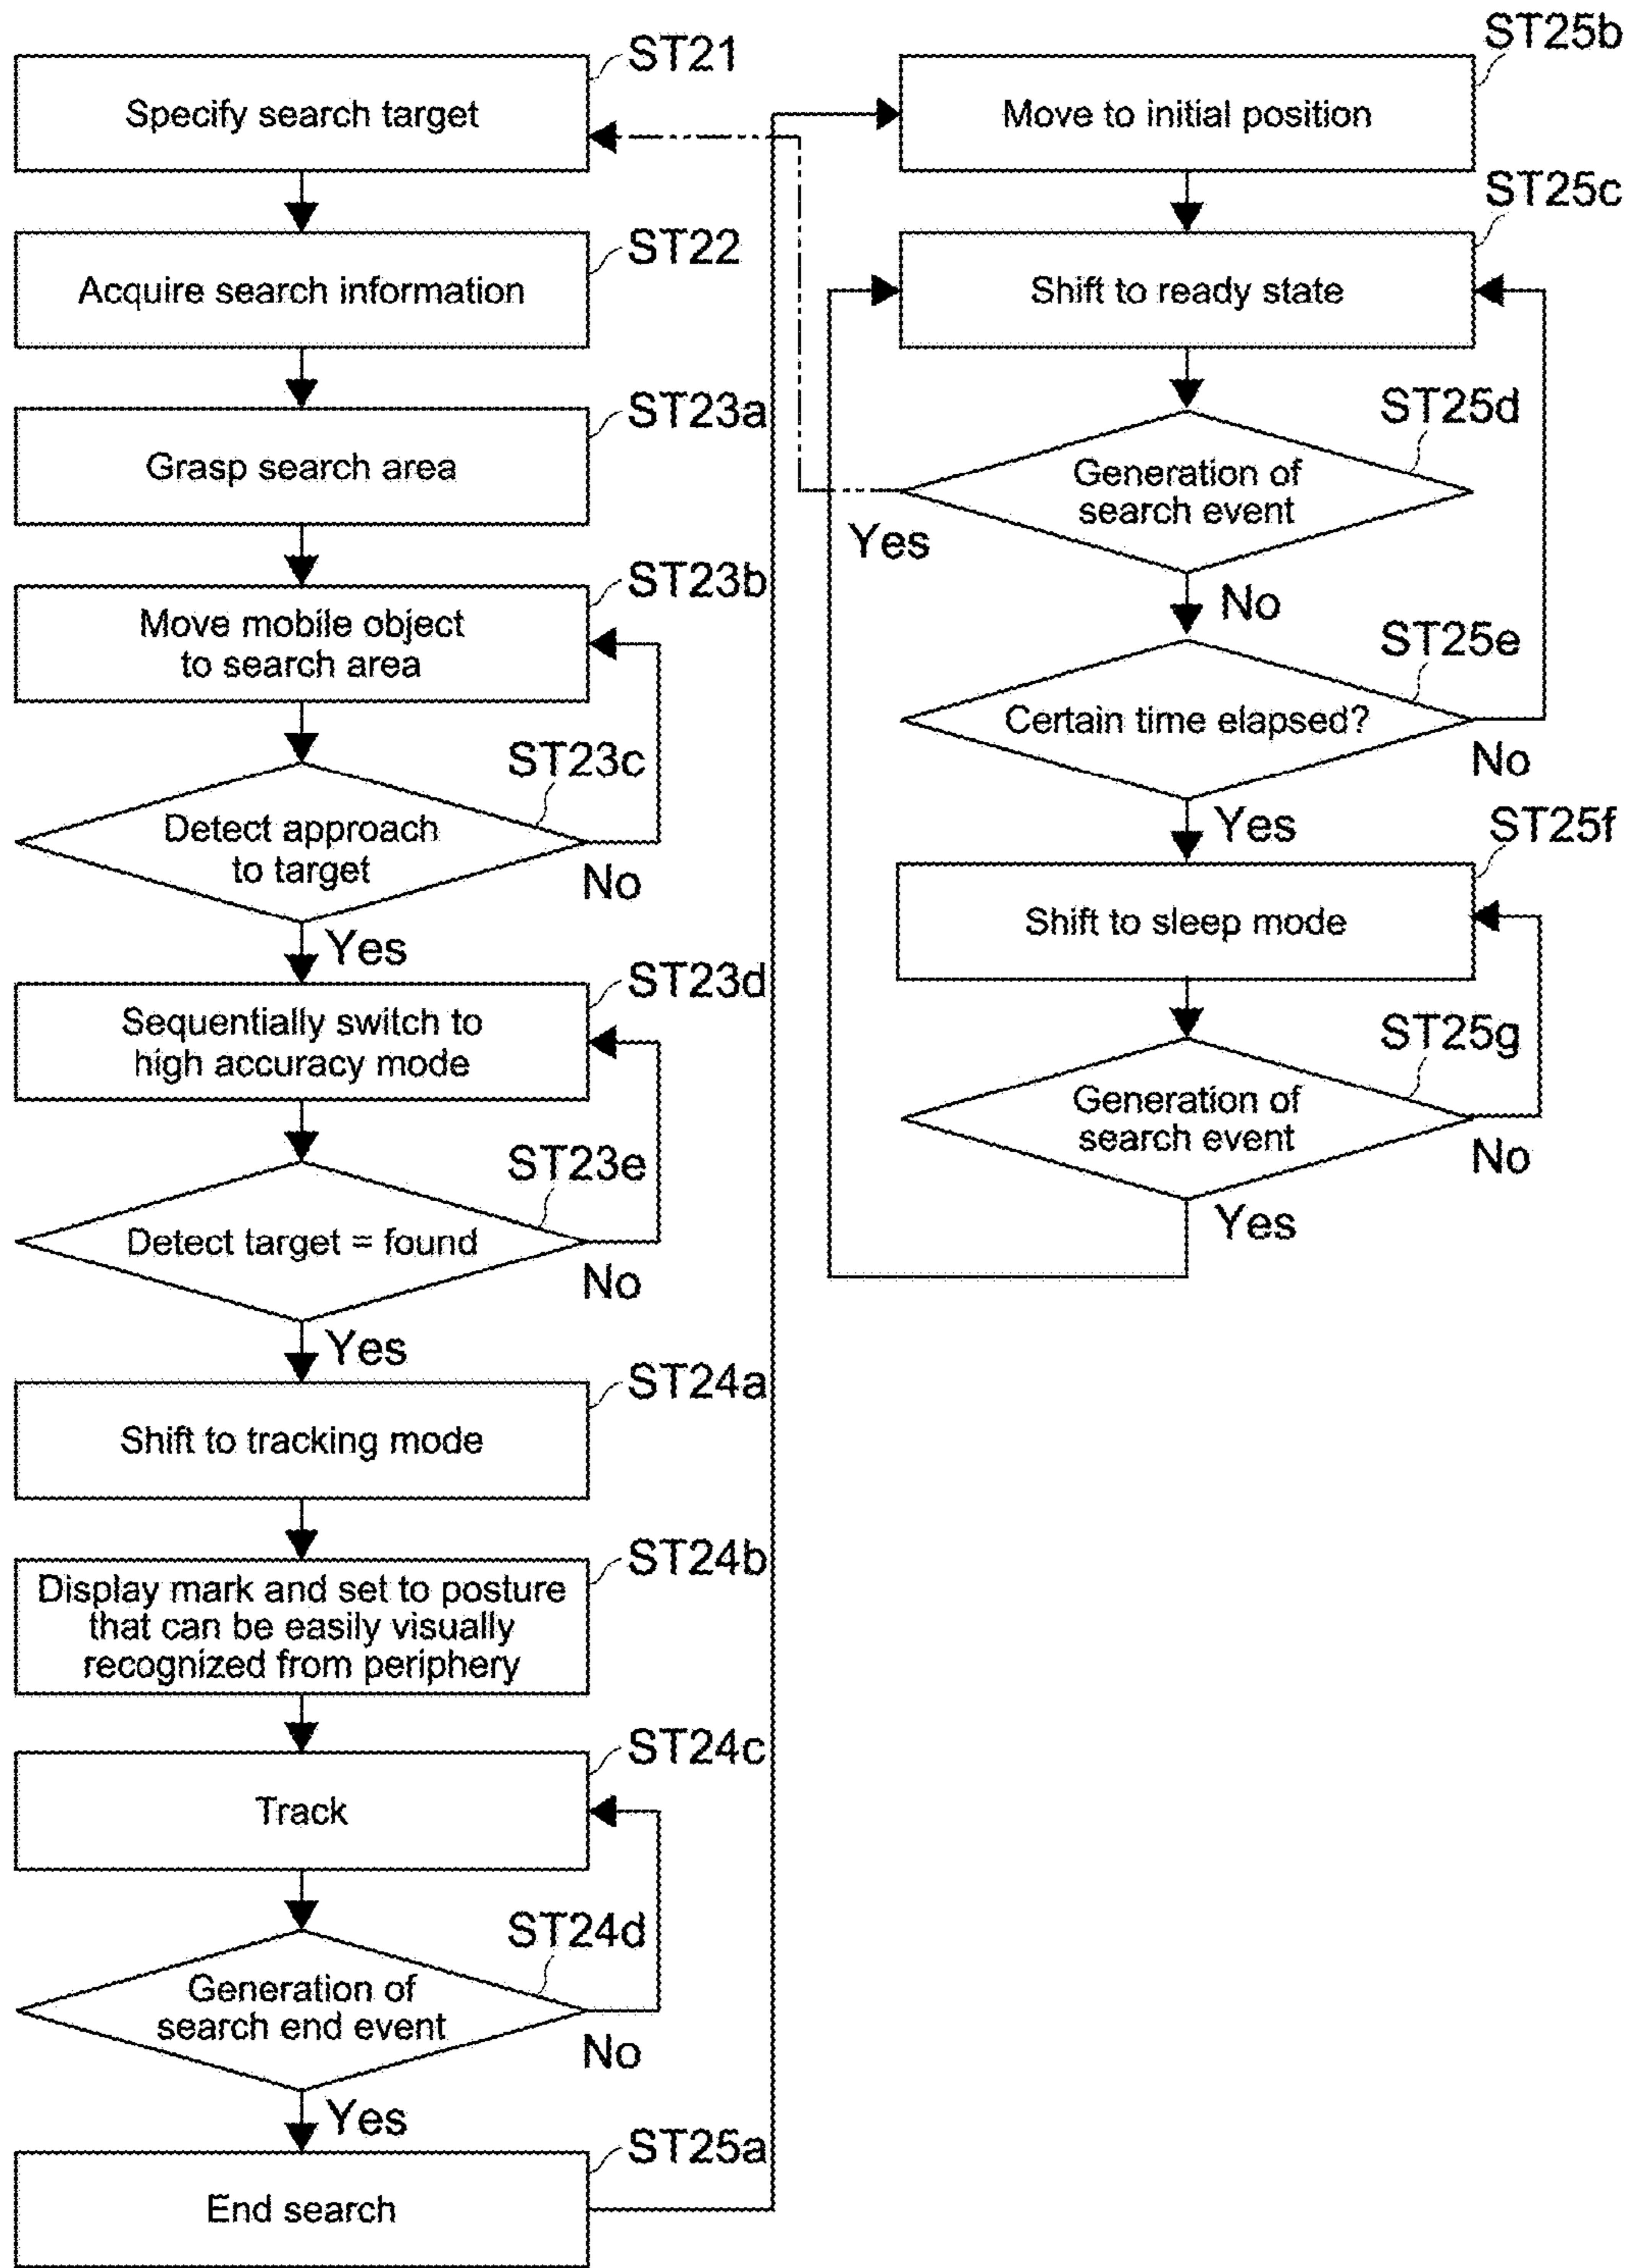 ST21
Specify search target
ST22
Acquire search information
ST23a
Grasp search area
ST23b
Move mobile object
to search area
ST23c
Detect approach
to target
No
Yes
ST23d
Sequentially switch to
high accuracy mode
ST23e
Detect target = found
No
Yes
ST24a
Shift to tracking mode
ST24b
Display mark and set to posture
that can be easily visually
recognized from periphery
ST24c
Track
ST24d
Generation of
search end event
No
Yes
ST25a
End search
ST25b
Move to initial position
ST25c
Shift to ready state
ST25d
Generation of
search event
Yes
No
ST25e
Certain time elapsed?
No
Yes
ST25f
Shift to sleep mode
ST25g
Generation of
search event
No
Yes